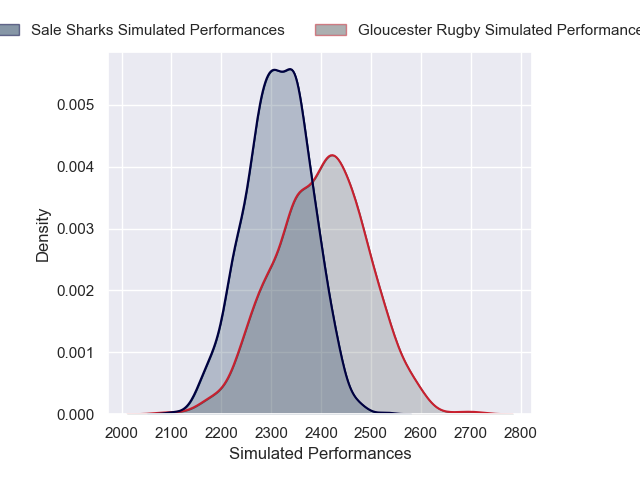 Sale Sharks Simulated Performances
Gloucester Rugby Simulated Performance
0.005
0.004
0.003
0.002
0.001
0.000
Density
2000 2100 2200 2300 2400 2500 2600 2700 2800
Simulated Performances